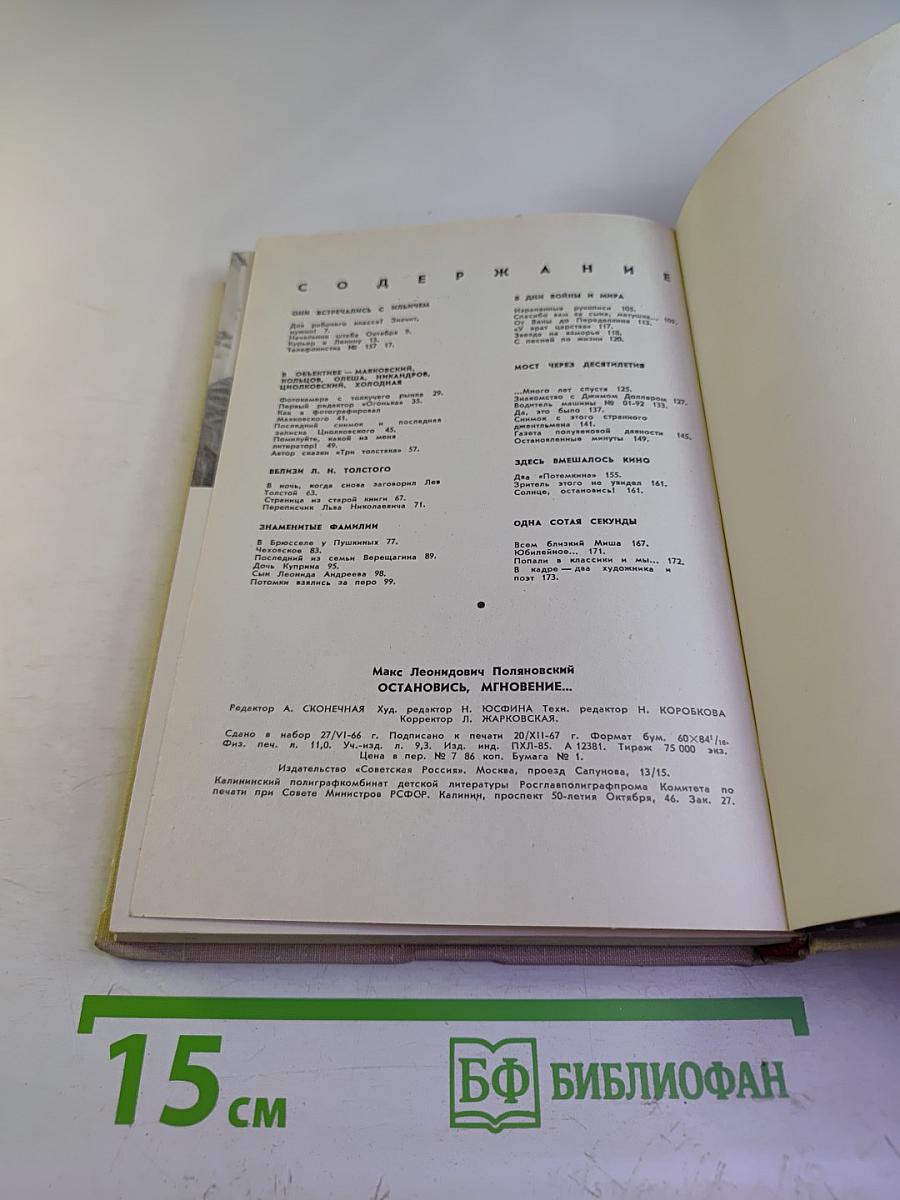 СОДЕРЖАНИЕ
ОНИ ВСТРЕЧАЛИСЬ С ИЛЬИЧЕМ
Два рабочего класса? Значит,
нужно! 7.
Начальник штаба Октября 9.
Курьер к Ленину 13.
Телефонистка № 157 17.
В ОБЪЕКТИВЕ — МАЯКОВСКИЙ,
КОЛЬЦОВ, ОЛЕША, НИКАНДРОВ,
ЦИОЛКОВСКИЙ, ХОЛОДНАЯ
Фотокамера с толкучего рынка 29.
Первый редактор «Огонька» 35.
Как я фотографировал
Маяковского 41.
Последний снимок и последняя
записка Циолковского 45.
Помилуйте, какой из меня
литератор! 49.
Автор сказки «Три толстяка» 57.
ВБЛИЗИ Л. Н. ТОЛСТОГО
В ночь, когда снова заговорил Лев
Толстой 63.
Страница из старой книги 67.
Переписчик Льва Николаевича 71.
ЗНАМЕНИТЫЕ ФАМИЛИИ
В Брюсселе у Пушкиных 77.
Чеховское 83.
Последний из семьи Верещагина 89.
Дочь Куприна 95.
Сын Леонида Андреева 98.
Потомки взялись за перо 99.
В ДНИ ВОЙНЫ И МИРА
Израненные рукописи 105.
Спасибо вам за сына, матушка... 109.
От Вены до Передвипена 113.
«У врат царства» 117.
Звезда на взморье 118.
С песней по жизни 120.
МОСТ ЧЕРЕЗ ДЕСЯТИЛЕТИЯ
...Много лет спустя 125.
Знакомство с Джимом Долларом 127.
Водитель машины № 01-92 133.
Да, это было 137.
Снимок с этого странного
джентльмена 141.
Газета полувековой давности 145.
Остановленные минуты 149.
ЗДЕСЬ ВМЕШАЛОСЬ КИНО
Два «Потемкина» 155.
Зритель этого не увидел 161.
Солнце, остановись! 161.
ОДНА СОТАЯ СЕКУНДЫ
Всем близкий Миша 167.
Юбилейное... 171.
Попали в классики и мы... 172.
В кадре — два художника и
поэт 173.
Макс Леонидович Поляновский
ОСТАНОВИСЬ, МГНОВЕНИЕ...
Редактор А. СКОНЕЧНАЯ Худ. редактор Н. ЮСФИНА Техн. редактор Н. КОРОБКОВА
Корректор Л. ЖАРКОВСКАЯ.
Сдано в набор 27/VI-66 г. Подписано к печати 20/XII-67 г. Формат бум. 60×84¹/₁₆.
Физ. печ. л. 11,0. Уч.-изд. л. 9,3. Изд. инд. ПХЛ-85. А 12381. Тираж 75 000 экз.
Цена в пер. № 7 86 коп. Бумага № 1.
Издательство «Советская Россия». Москва, проезд Сапунова, 13/15.
Калининский полиграфкомбинат детской литературы Росглавполиграфпрома Комитета по
печати при Совете Министров РСФСР. Калинин, проспект 50-летия Октября, 46. Зак. 27.
15 см
БФ БИБЛИОФАН